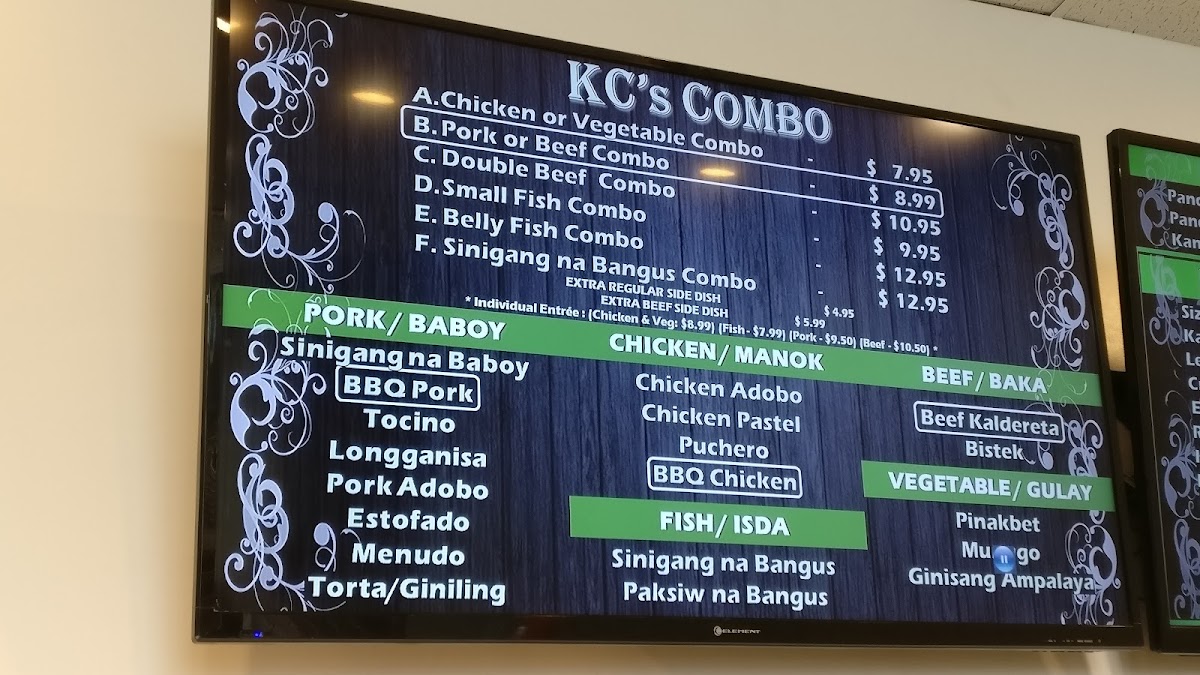 KC's COMBO
A. Chicken or Vegetable Combo - $ 7.95
B. Pork or Beef Combo - $ 8.99
C. Double Beef Combo - $ 10.95
D. Small Fish Combo - $ 9.95
E. Belly Fish Combo - $ 12.95
F. Sinigang na Bangus Combo - $ 12.95
EXTRA REGULAR SIDE DISH $ 4.95
EXTRA BEEF SIDE DISH $ 5.99
* Individual Entrée : (Chicken & Veg: $8.99) (Fish - $7.99) (Pork - $9.50) (Beef - $10.50) *
PORK / BABOY
Sinigang na Baboy
BBQ Pork
Tocino
Longganisa
Pork Adobo
Estofado
Menudo
Torta/Giniling
CHICKEN / MANOK
Chicken Adobo
Chicken Pastel
Puchero
BBQ Chicken
FISH / ISDA
Sinigang na Bangus
Paksiw na Bangus
BEEF / BAKA
Beef Kaldereta
Bistek
VEGETABLE / GULAY
Pinakbet
Ginisang Ampalaya
ELEMENT